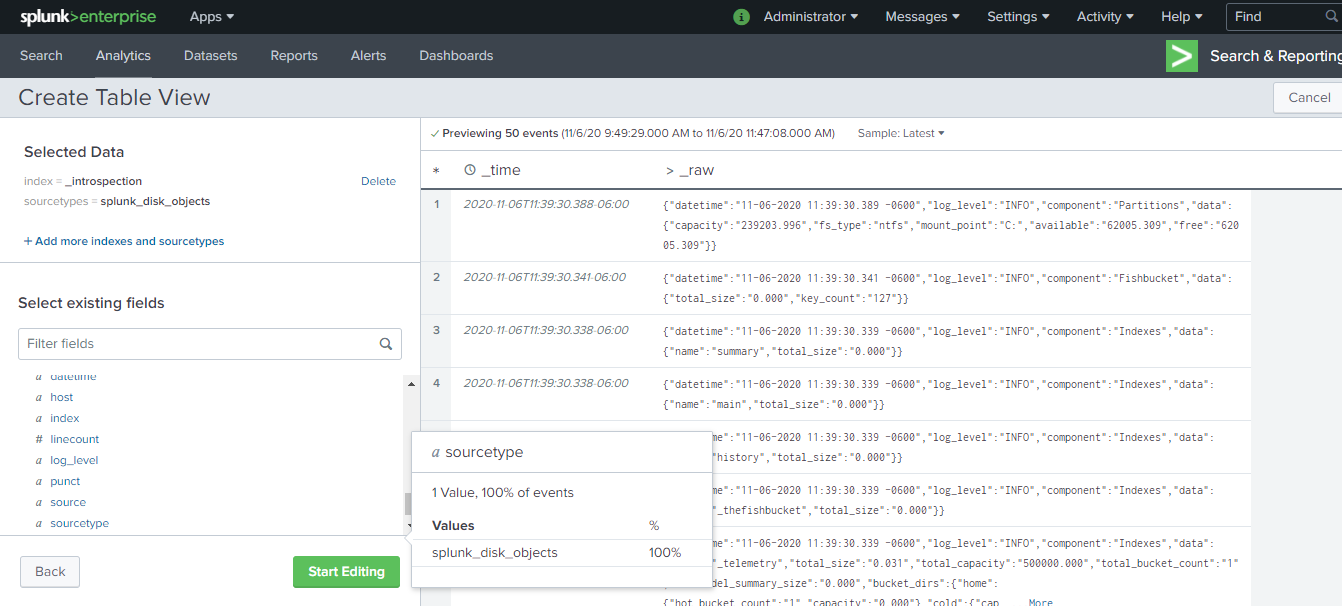 splunk>enterprise Apps Administrator Messages Settings Activity Help Find
Search Analytics Datasets Reports Alerts Dashboards > Search & Reporting
Create Table View Cancel
Selected Data
index = _introspection Delete
sourcetypes = splunk_disk_objects
+ Add more indexes and sourcetypes
Select existing fields
Filter fields
a datetime
a host
a index
# linecount
a log_level
a punct
a source
a sourcetype
Back Start Editing
✓ Previewing 50 events (11/6/20 9:49:29.000 AM to 11/6/20 11:47:08.000 AM) Sample: Latest
* _time > _raw
1 2020-11-06T11:39:30.388-06:00 {"datetime":"11-06-2020 11:39:30.389 -0600","log_level":"INFO","component":"Partitions","data":
{"capacity":"239203.996","fs_type":"ntfs","mount_point":"C:","available":"62005.309","free":"620
05.309"}}
2 2020-11-06T11:39:30.341-06:00 {"datetime":"11-06-2020 11:39:30.341 -0600","log_level":"INFO","component":"Fishbucket","data":
{"total_size":"0.000","key_count":"127"}}
3 2020-11-06T11:39:30.338-06:00 {"datetime":"11-06-2020 11:39:30.339 -0600","log_level":"INFO","component":"Indexes","data":
{"name":"summary","total_size":"0.000"}}
4 2020-11-06T11:39:30.338-06:00 {"datetime":"11-06-2020 11:39:30.339 -0600","log_level":"INFO","component":"Indexes","data":
{"name":"main","total_size":"0.000"}}
me":"11-06-2020 11:39:30.339 -0600","log_level":"INFO","component":"Indexes","data":
"history","total_size":"0.000"}}
me":"11-06-2020 11:39:30.339 -0600","log_level":"INFO","component":"Indexes","data":
"_thefishbucket","total_size":"0.000"}}
me":"11-06-2020 11:39:30.339 -0600","log_level":"INFO","component":"Indexes","data":
"_telemetry","total_size":"0.031","total_capacity":"500000.000","total_bucket_count":"1"
del_summary_size":"0.000","bucket_dirs":{"home":
{"hot_bucket_count":"1","capacity":"0.000"},"cold":{"cap ... More
a sourcetype
1 Value, 100% of events
Values %
splunk_disk_objects 100%